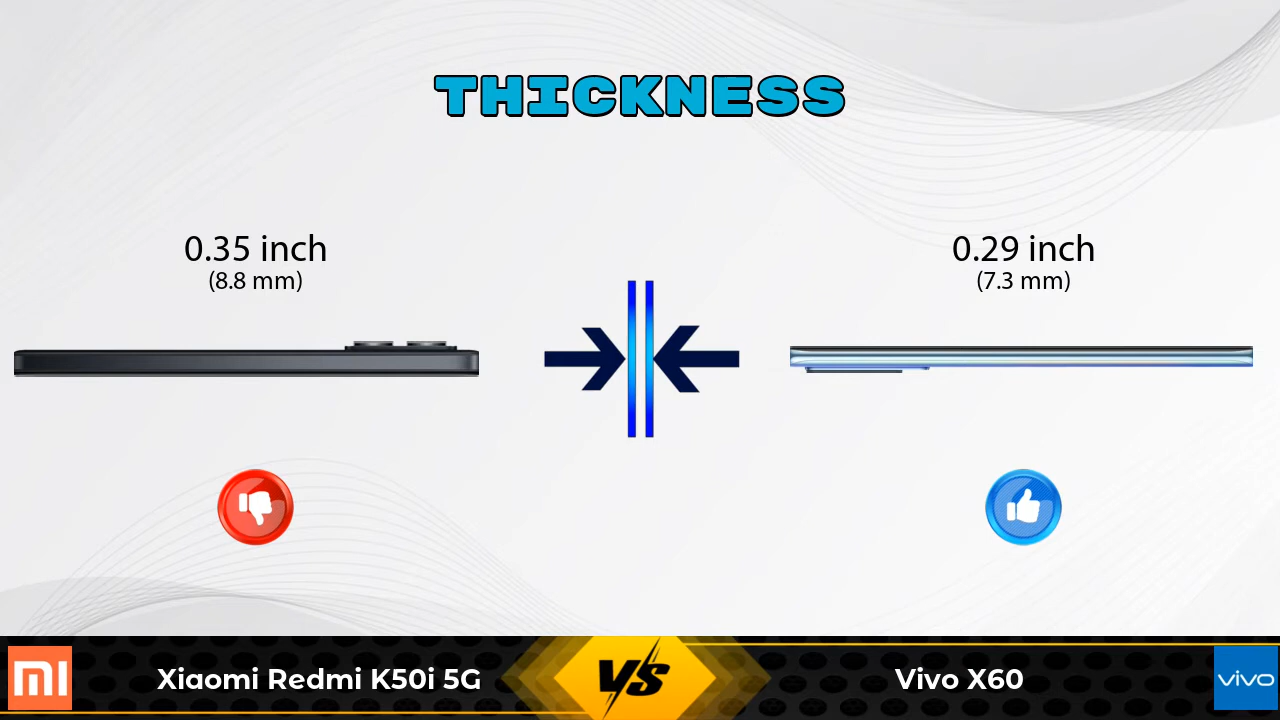 THICKNESS
0.35 inch
(8.8 mm)
0.29 inch
(7.3 mm)
mi
Xiaomi Redmi K50i 5G
VS
Vivo X60
vivo